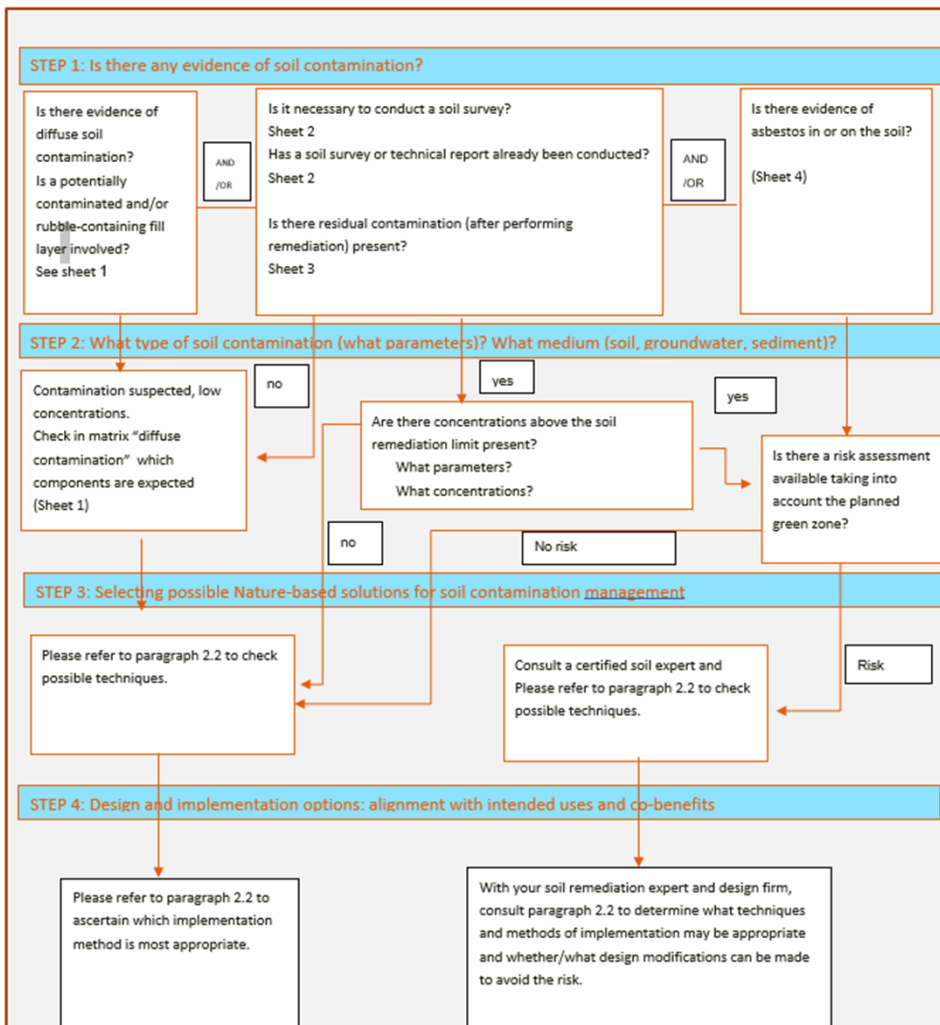 STEP 1: Is there any evidence of soil contamination?
Is there evidence of
diffuse soil
contamination?
Is a potentially
contaminated and/or
rubble-containing fill
layer involved?
See sheet 1
AND
/OR
Is it necessary to conduct a soil survey?
Sheet 2
Has a soil survey or technical report already been conducted?
Sheet 2
Is there residual contamination (after performing
remediation) present?
Sheet 3
AND
/OR
Is there evidence of
asbestos in or on the soil?
(Sheet 4)
STEP 2: What type of soil contamination (what parameters)? What medium (soil, groundwater, sediment)?
Contamination suspected, low
concentrations.
Check in matrix “diffuse
contamination” which
components are expected
(Sheet 1)
no
yes
Are there concentrations above the soil
remediation limit present?
What parameters?
What concentrations?
yes
Is there a risk assessment
available taking into
account the planned
green zone?
no
No risk
STEP 3: Selecting possible Nature-based solutions for soil contamination management
Please refer to paragraph 2.2 to check
possible techniques.
Consult a certified soil expert and
Please refer to paragraph 2.2 to check
possible techniques.
Risk
STEP 4: Design and implementation options: alignment with intended uses and co-benefits
Please refer to paragraph 2.2 to
ascertain which implementation
method is most appropriate.
With your soil remediation expert and design firm,
consult paragraph 2.2 to determine what techniques
and methods of implementation may be appropriate
and whether/what design modifications can be made
to avoid the risk.